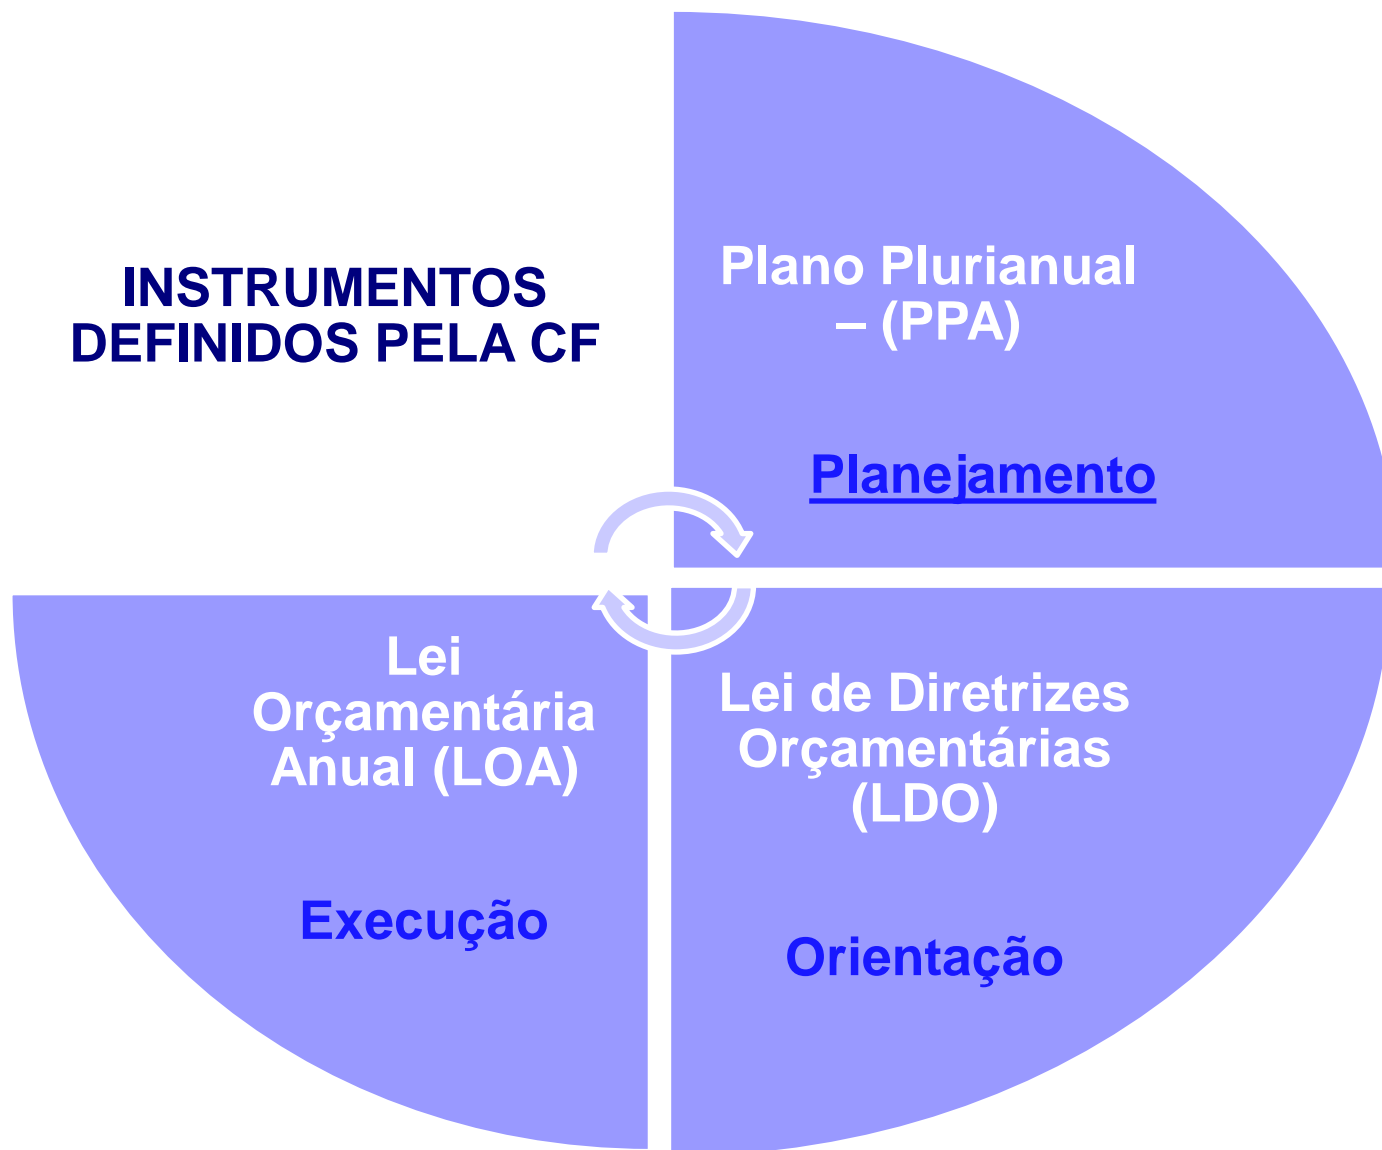 INSTRUMENTOS
DEFINIDOS PELA CF
Plano Plurianual
– (PPA)
Planejamento
Lei
Orçamentária
Anual (LOA)
Execução
Lei de Diretrizes
Orçamentárias
(LDO)
Orientação